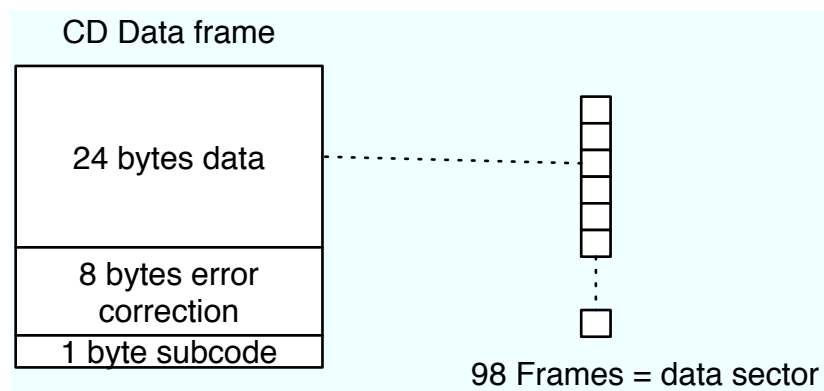 CD Data frame
24 bytes data
8 bytes error
correction
1 byte subcode
98 Frames = data sector